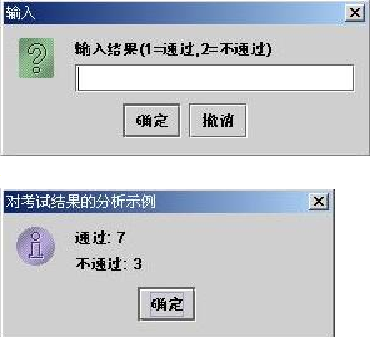 输入
输入结果(1=通过,2=不通过)
确定 撤消
对考试结果的分析示例
通过: 7
不通过: 3
确定